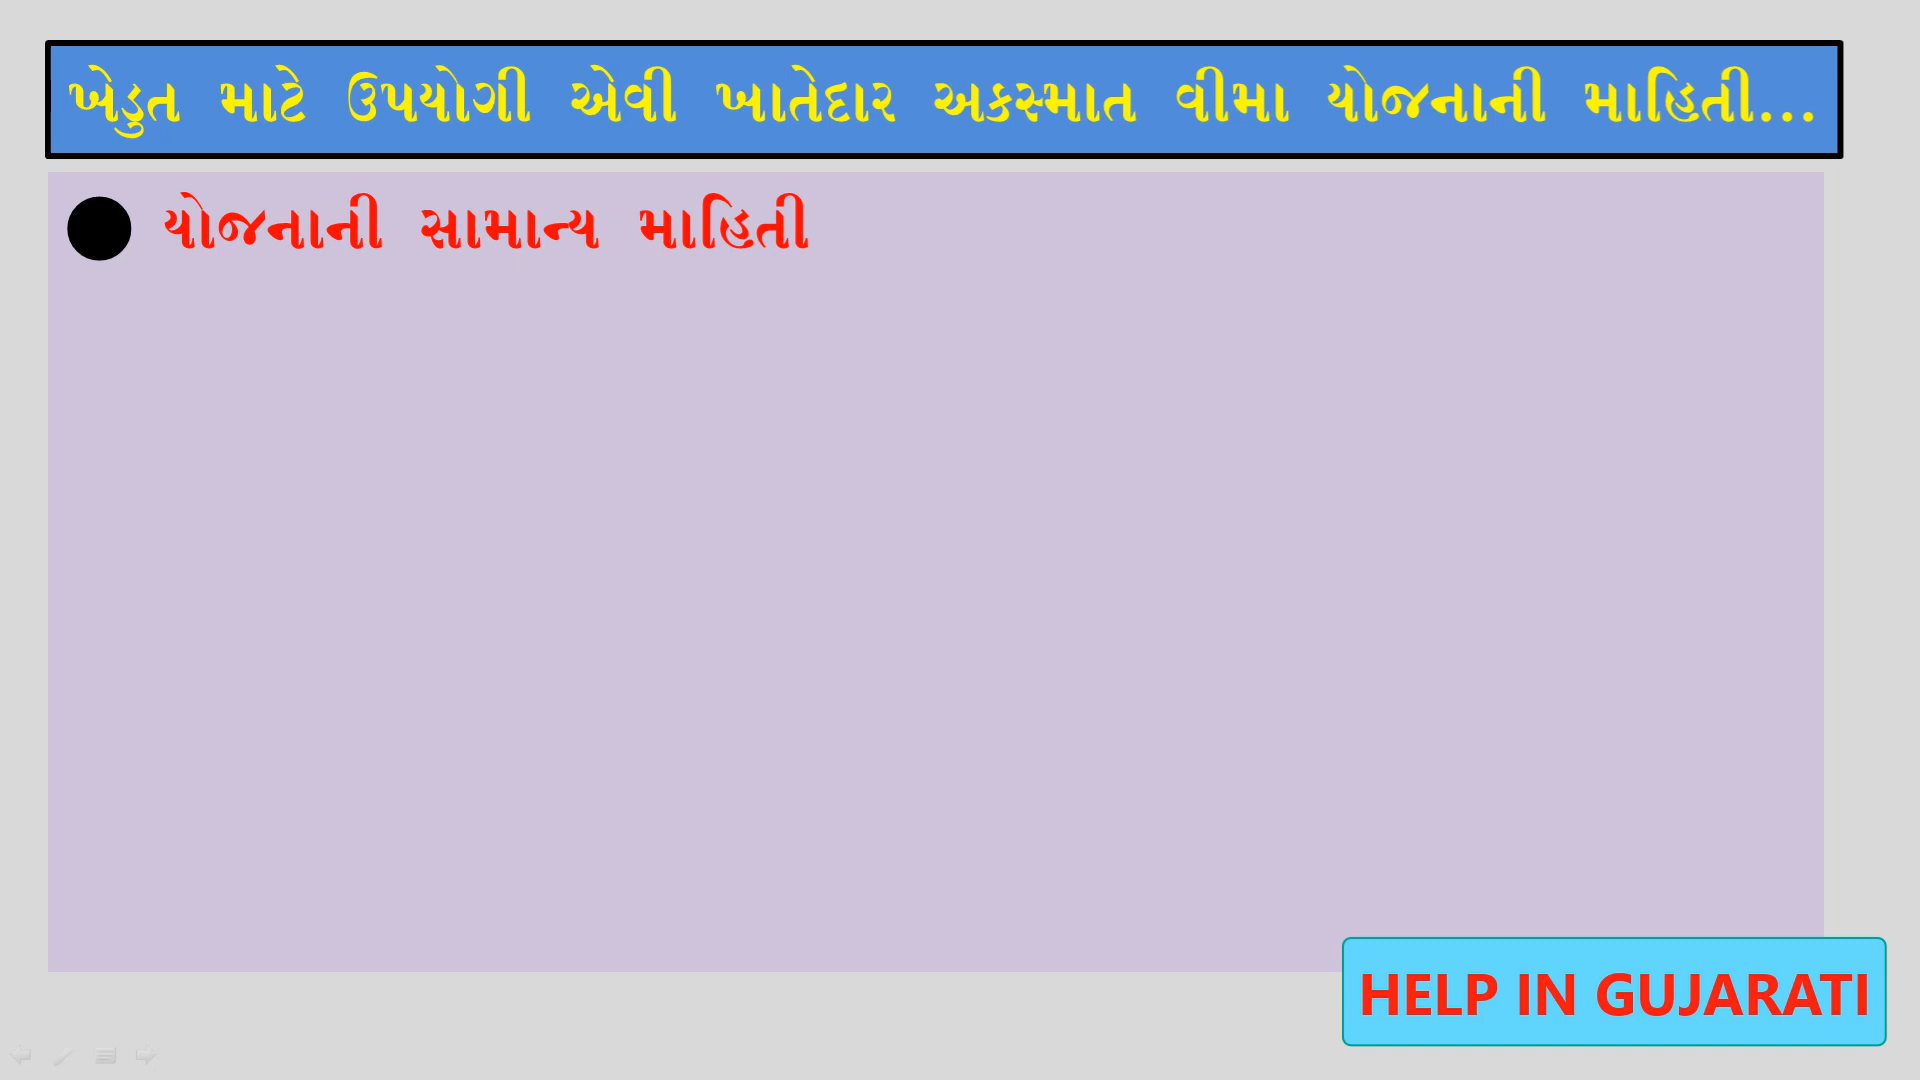 ખેડુત માટે ઉપયોગી એવી ખાતેદાર અકસ્માત વીમા યોજનાની માહિતી...
યોજનાની સામાન્ય માહિતી
HELP IN GUJARATI